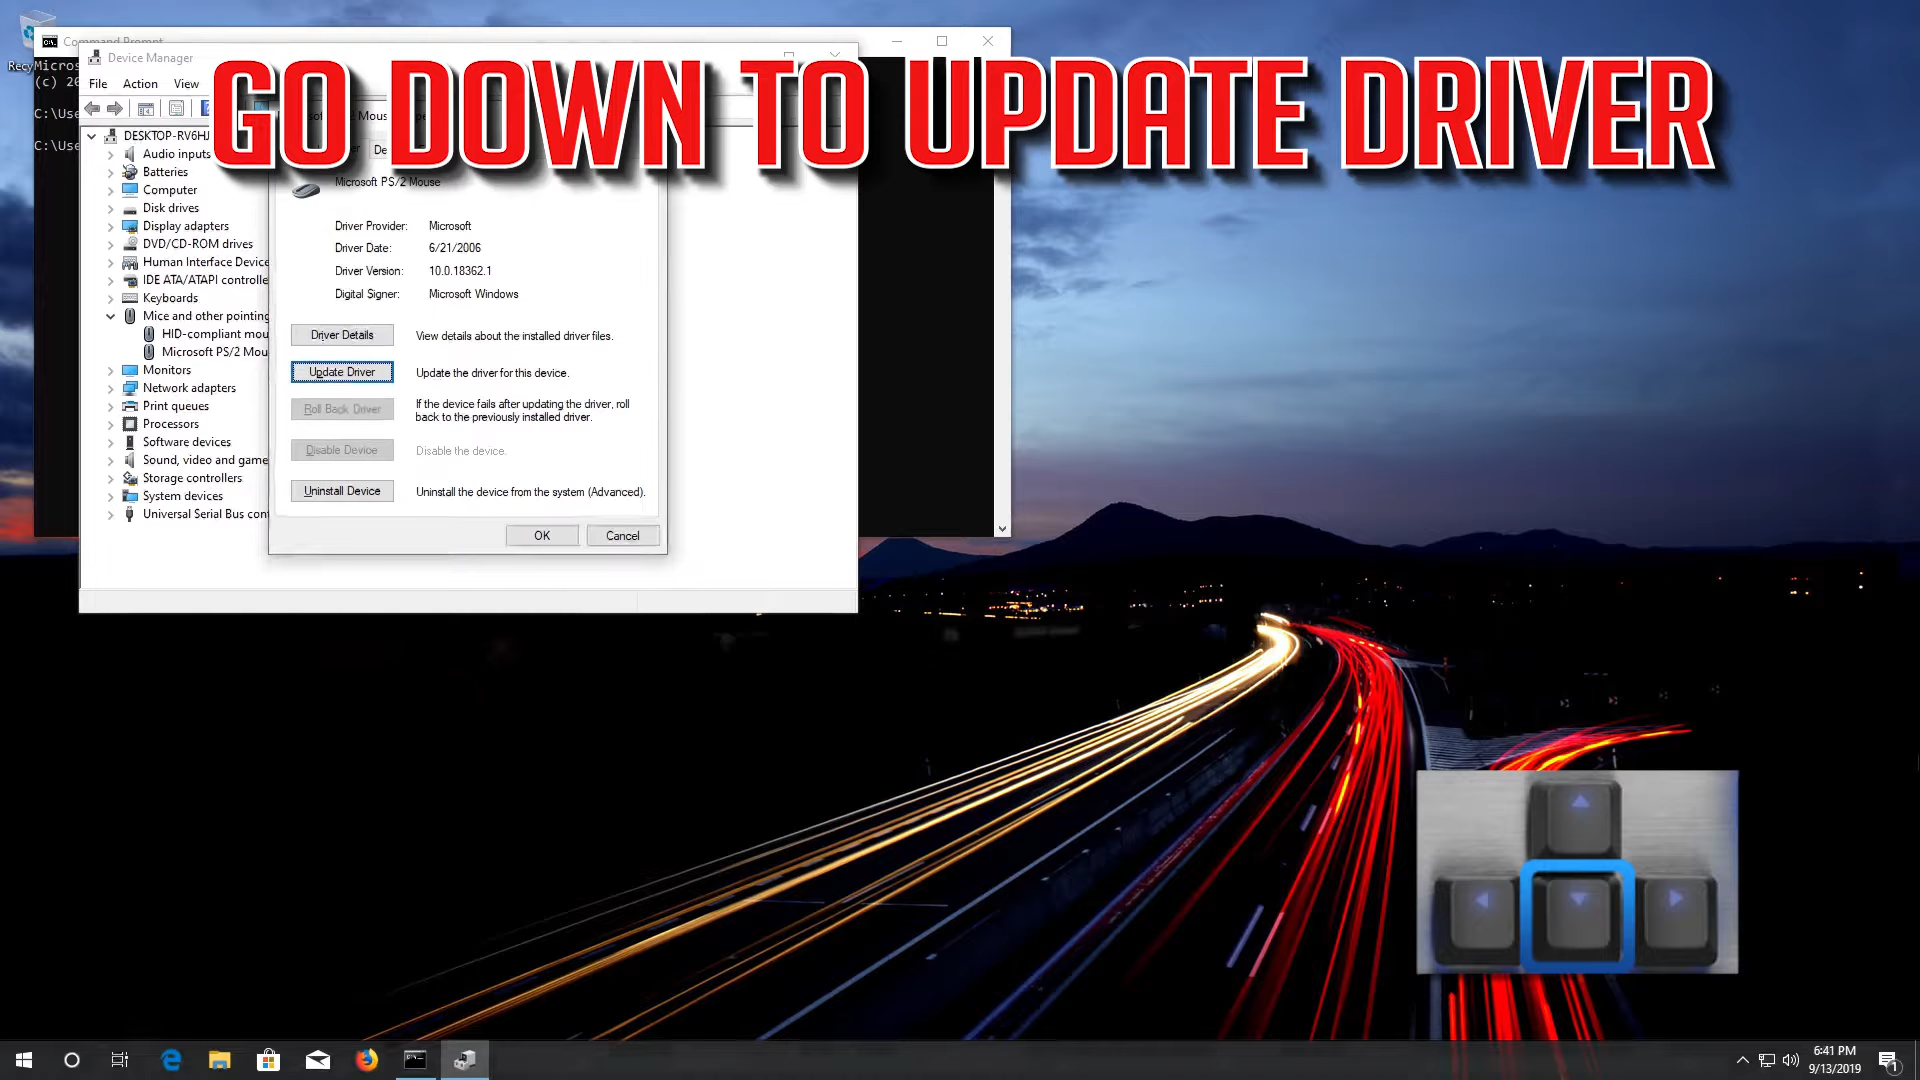 GO DOWN TO UPDATE DRIVER
Command Prompt
Device Manager
File Action View
Micros
(c) 20
C:\Use
C:\Use
DESKTOP-RV6HJ
Audio inputs
Batteries
Computer
Disk drives
Display adapters
DVD/CD-ROM drives
Human Interface Device
IDE ATA/ATAPI controlle
Keyboards
Mice and other pointing
HID-compliant mou
Microsoft PS/2 Mou
Monitors
Network adapters
Print queues
Processors
Software devices
Sound, video and game
Storage controllers
System devices
Universal Serial Bus cont
De
Microsoft PS/2 Mouse
Driver Provider: Microsoft
Driver Date: 6/21/2006
Driver Version: 10.0.18362.1
Digital Signer: Microsoft Windows
Driver Details View details about the installed driver files.
Update Driver Update the driver for this device.
Roll Back Driver If the device fails after updating the driver, roll
back to the previously installed driver.
Disable Device Disable the device.
Uninstall Device Uninstall the device from the system (Advanced).
OK Cancel
6:41 PM
9/13/2019
1